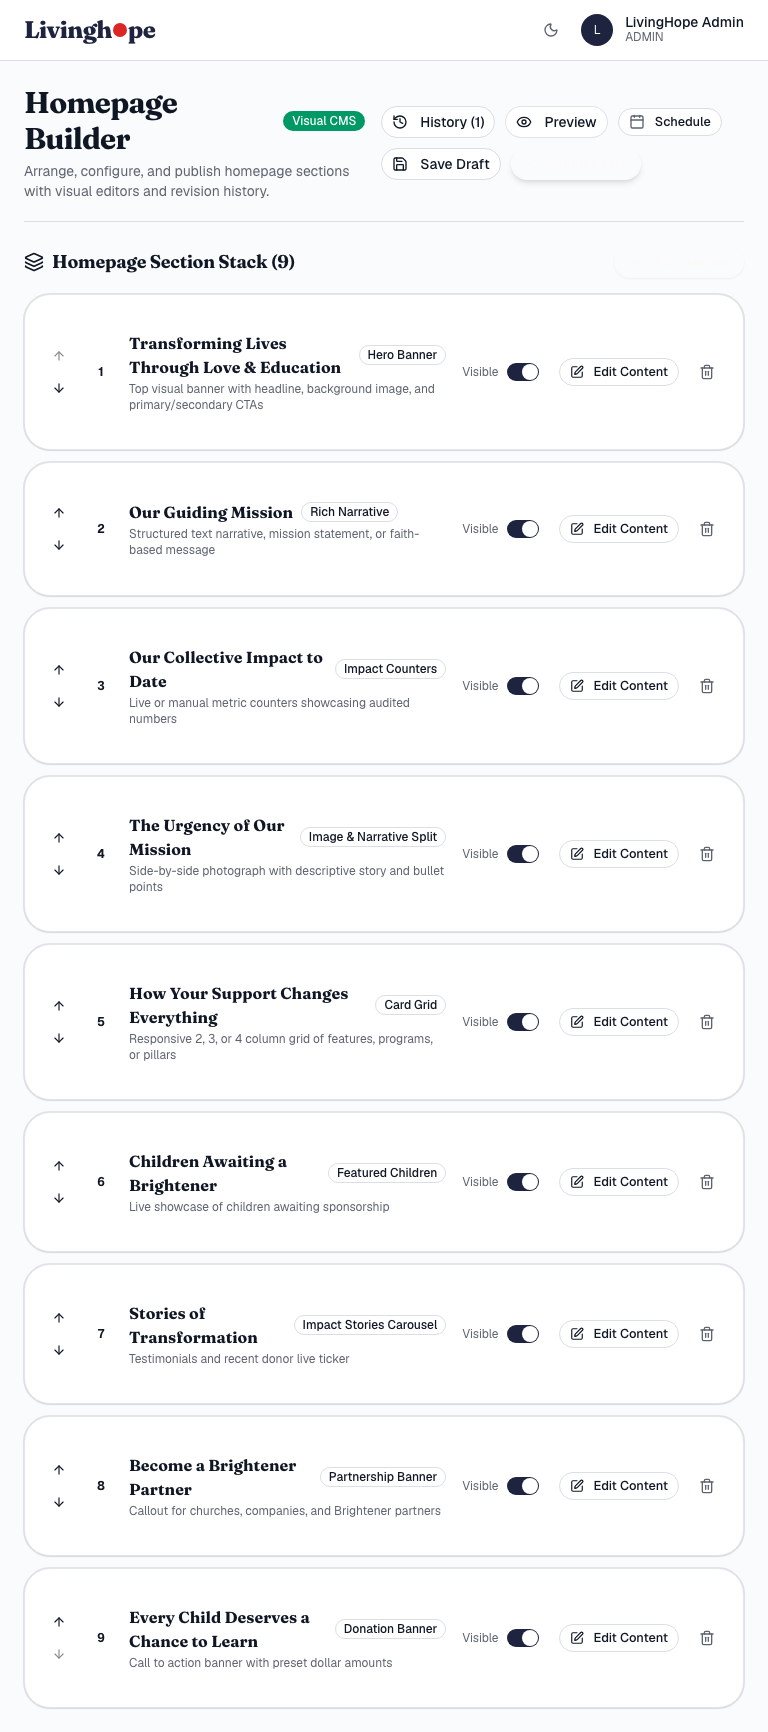 Livinghope
L
LivingHope Admin
ADMIN
Homepage
Builder
Visual CMS
Arrange, configure, and publish homepage sections
with visual editors and revision history.
History (1)
Preview
Schedule
Save Draft
Homepage Section Stack (9)
1
Transforming Lives
Through Love & Education
Hero Banner
Top visual banner with headline, background image, and
primary/secondary CTAs
Visible
Edit Content
2
Our Guiding Mission
Rich Narrative
Structured text narrative, mission statement, or faith-
based message
Visible
Edit Content
3
Our Collective Impact to
Date
Impact Counters
Live or manual metric counters showcasing audited
numbers
Visible
Edit Content
4
The Urgency of Our
Mission
Image & Narrative Split
Side-by-side photograph with descriptive story and bullet
points
Visible
Edit Content
5
How Your Support Changes
Everything
Card Grid
Responsive 2, 3, or 4 column grid of features, programs,
or pillars
Visible
Edit Content
6
Children Awaiting a
Brightener
Featured Children
Live showcase of children awaiting sponsorship
Visible
Edit Content
7
Stories of
Transformation
Impact Stories Carousel
Testimonials and recent donor live ticker
Visible
Edit Content
8
Become a Brightener
Partner
Partnership Banner
Callout for churches, companies, and Brightener partners
Visible
Edit Content
9
Every Child Deserves a
Chance to Learn
Donation Banner
Call to action banner with preset dollar amounts
Visible
Edit Content